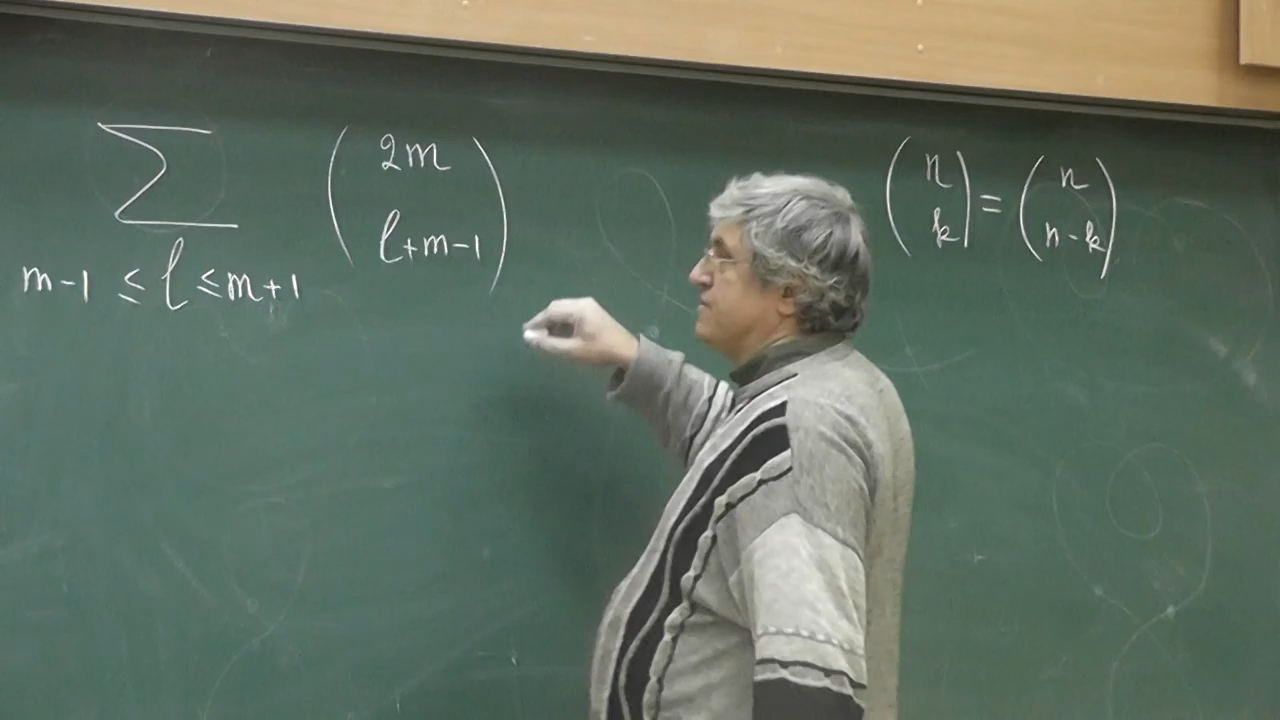 ∑ m-1 ≤ l ≤ m+1 (2m l+m-1)
(n k) = (n n-k)